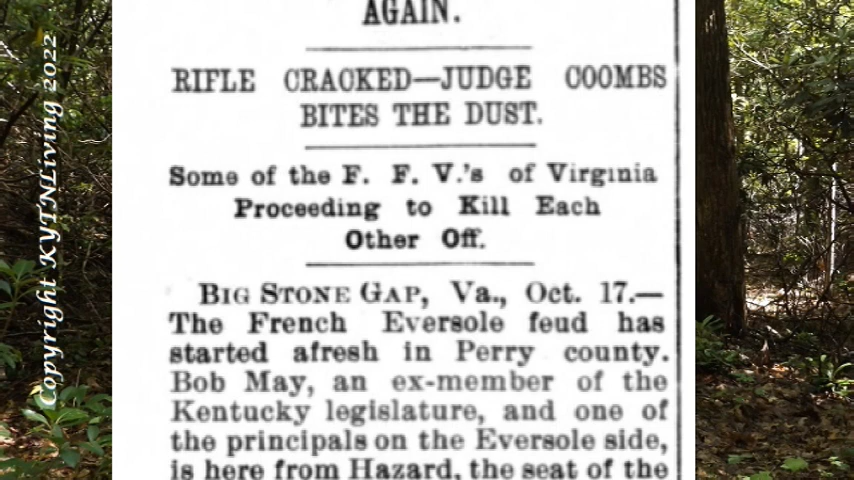 AGAIN.
RIFLE CRACKED—JUDGE COOMBS
BITES THE DUST.
Some of the F. F. V.'s of Virginia
Proceeding to Kill Each
Other Off.
BIG STONE GAP, Va., Oct. 17.—
The French Eversole feud has
started afresh in Perry county.
Bob May, an ex-member of the
Kentucky legislature, and one of
the principals on the Eversole side,
is here from Hazard, the seat of the
Copyright KYTNLiving 2022